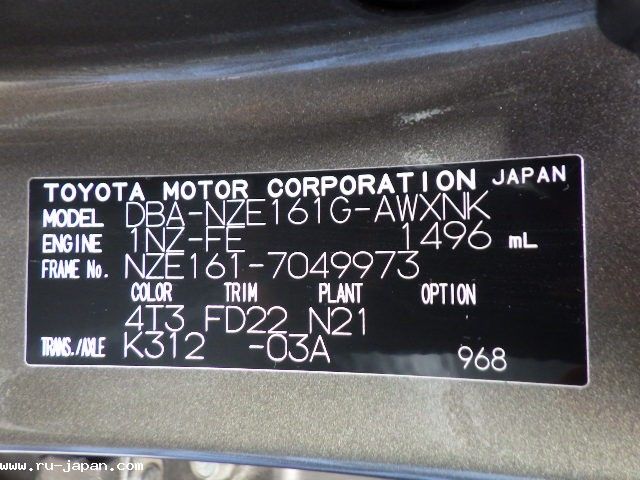 TOYOTA MOTOR CORPORATION JAPAN
MODEL DBA-NZE161G-AWXNK
ENGINE 1NZ-FE 1496 mL
FRAME No. NZE161-7049973
COLOR TRIM PLANT OPTION
4T3 FD22 N21
TRANS./AXLE K312 -03A 968
www.ru-japan.com